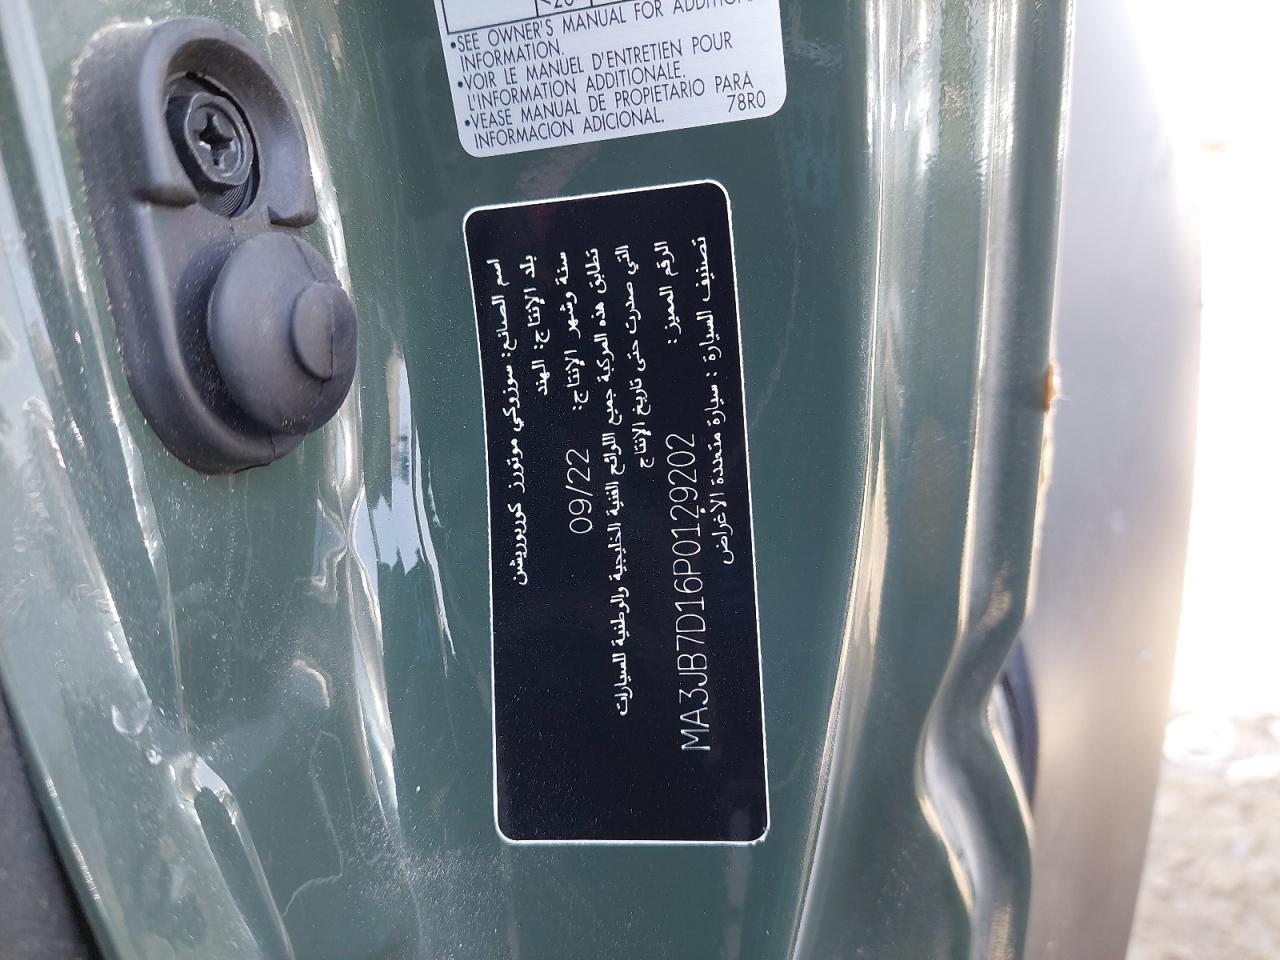 •SEE OWNER'S MANUAL FOR ADDITIONAL
INFORMATION.
•VOIR LE MANUEL D'ENTRETIEN POUR
L'INFORMATION ADDITIONALE.
•VEASE MANUAL DE PROPIETARIO PARA
INFORMACION ADICIONAL.
78R0
اسم الصانع: سوزوكي موتورز كوربوريشن
بلد الإنتاج: الهند
سنة وشهر الإنتاج: 09/22
تطابق هذه المركبة جميع اللوائح الفنية الخليجية والوطنية للسيارات
التي صدرت حتى تاريخ الإنتاج
الرقم المميز: MA3JB7D16P0129202
تصنيف السيارة : سيارة متعددة الأغراض